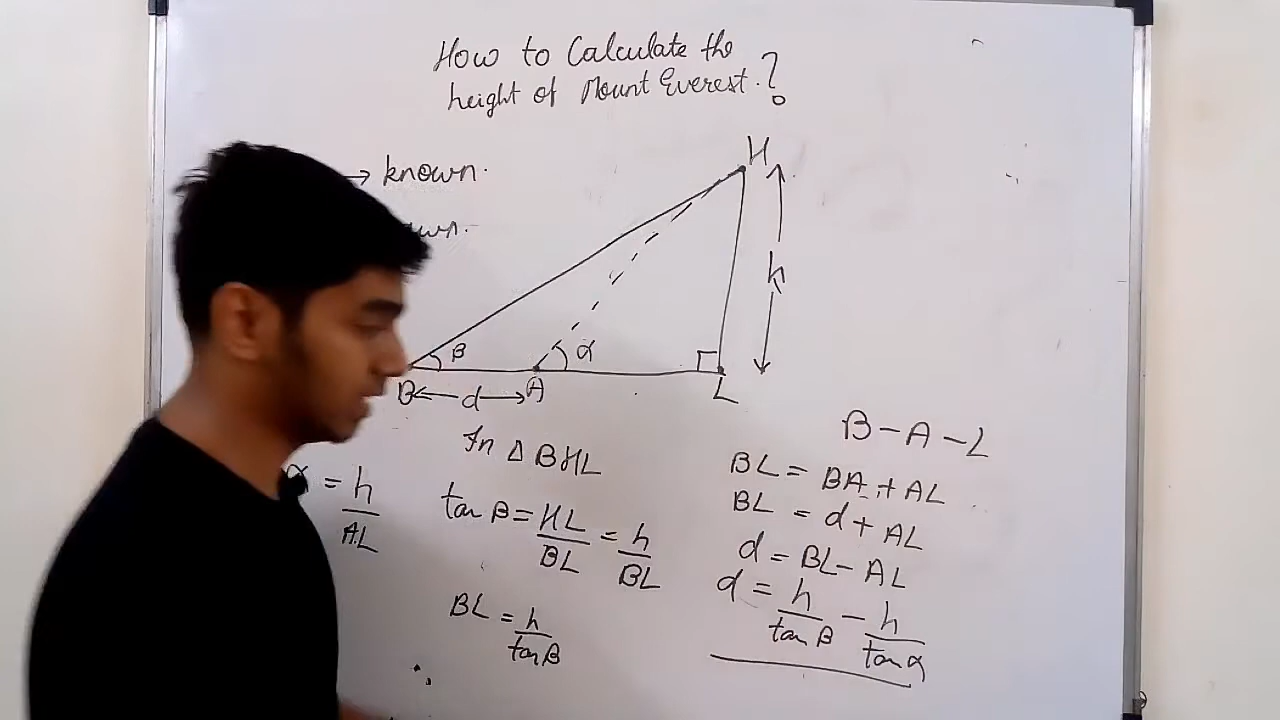 How to Calculate the
height of Mount Everest.?
→ known.
H
h
β
α
B ← d → A
L
B - A - L
In Δ BHL
= h/AL
tan β = HL/BL = h/BL
BL = h/tan β
BL = BA + AL
BL = d + AL
d = BL - AL
d = h/tan β - h/tan α